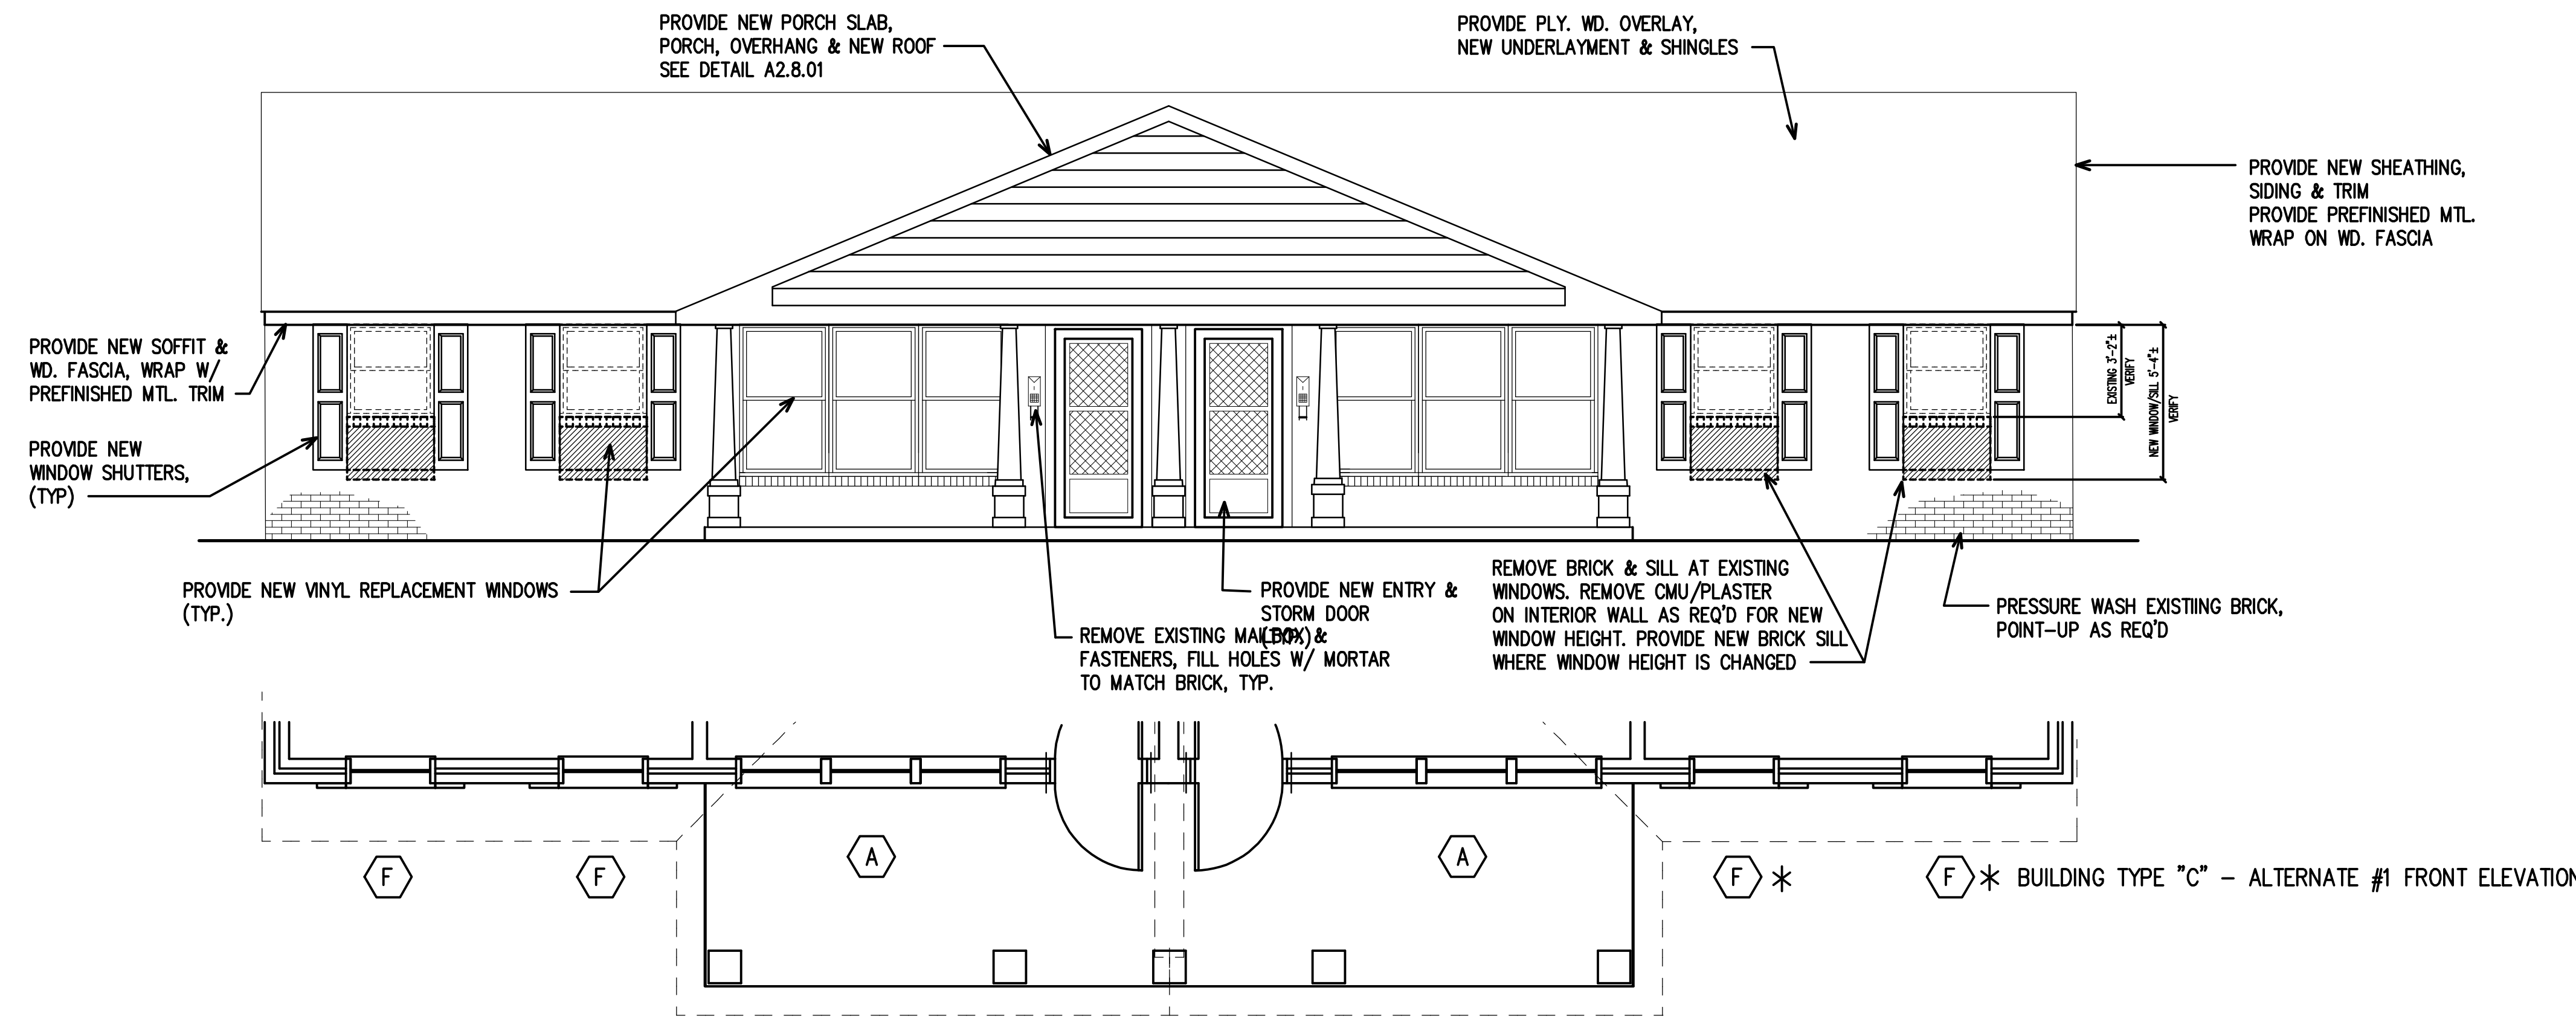 PROVIDE NEW PORCH SLAB,
PORCH, OVERHANG & NEW ROOF
SEE DETAIL A2.8.01
PROVIDE PLY. WD. OVERLAY,
NEW UNDERLAYMENT & SHINGLES
PROVIDE NEW SHEATHING,
SIDING & TRIM
PROVIDE PREFINISHED MTL.
WRAP ON WD. FASCIA
PROVIDE NEW SOFFIT &
WD. FASCIA, WRAP W/
PREFINISHED MTL. TRIM
PROVIDE NEW
WINDOW SHUTTERS,
(TYP)
EXISTING 3'-2"±
VERIFY
NEW WINDOW/SILL 5'-4"±
VERIFY
PROVIDE NEW VINYL REPLACEMENT WINDOWS
(TYP.)
PROVIDE NEW ENTRY &
STORM DOOR
(TYP.)
REMOVE EXISTING MAILBOX &
FASTENERS, FILL HOLES W/ MORTAR
TO MATCH BRICK, TYP.
REMOVE BRICK & SILL AT EXISTING
WINDOWS. REMOVE CMU/PLASTER
ON INTERIOR WALL AS REQ'D FOR NEW
WINDOW HEIGHT. PROVIDE NEW BRICK SILL
WHERE WINDOW HEIGHT IS CHANGED
PRESSURE WASH EXISTIING BRICK,
POINT-UP AS REQ'D
F
F
A
A
F *
F * BUILDING TYPE "C" - ALTERNATE #1 FRONT ELEVATION